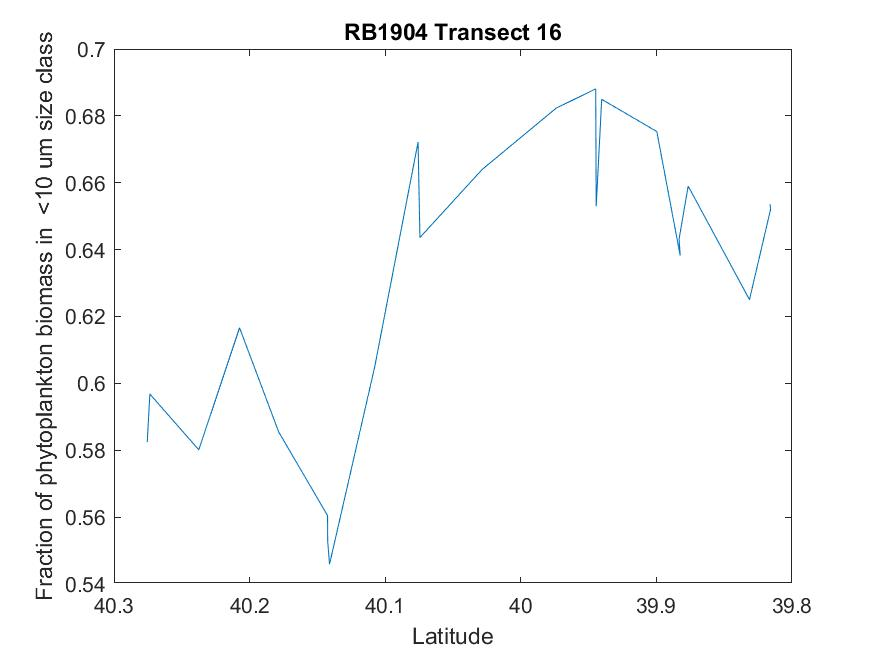 RB1904 Transect 16
Fraction of phytoplankton biomass in  <10 um size class
0.7
0.68
0.66
0.64
0.62
0.6
0.58
0.56
0.54
40.3 40.2 40.1 40 39.9 39.8
Latitude